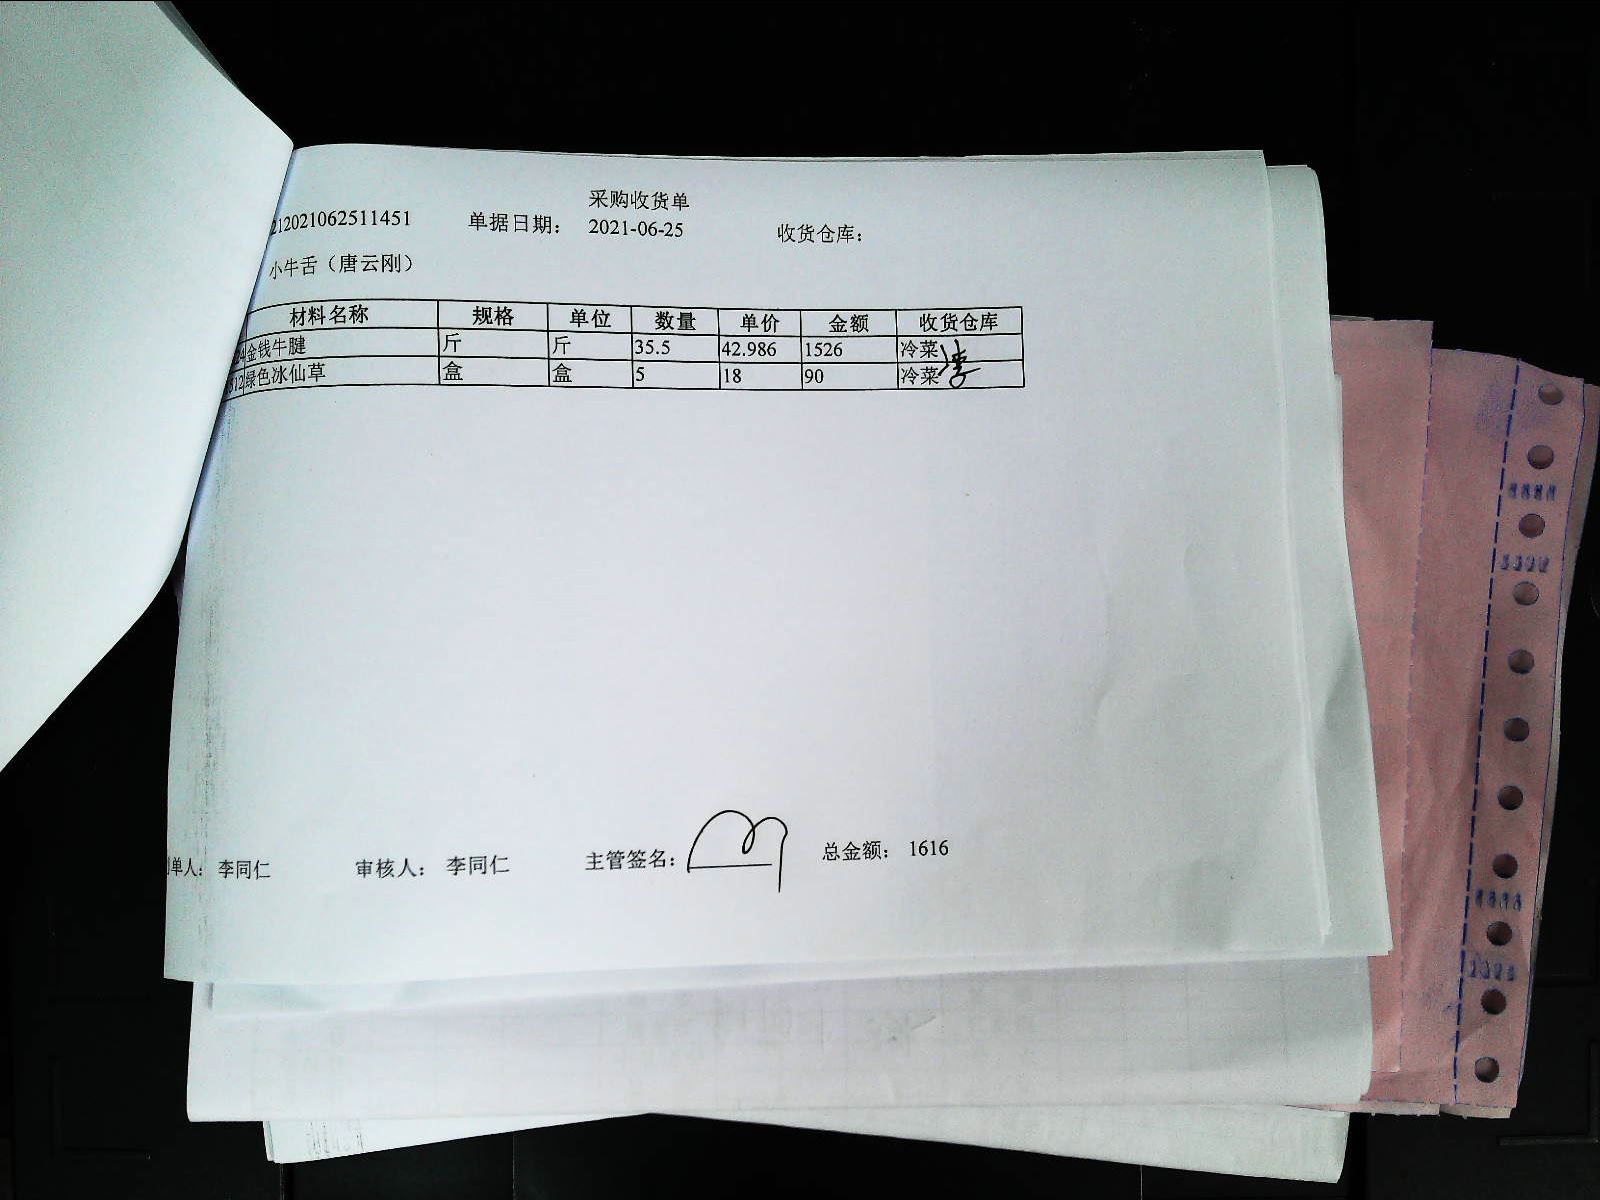 采购收货单
212021062511451 单据日期: 2021-06-25 收货仓库:
小牛舌（唐云刚）
材料名称 规格 单位 数量 单价 金额 收货仓库
金钱牛腱 斤 斤 35.5 42.986 1526 冷菜
绿色冰仙草 盒 盒 5 18 90 冷菜
单人: 李同仁 审核人: 李同仁 主管签名: 总金额: 1616